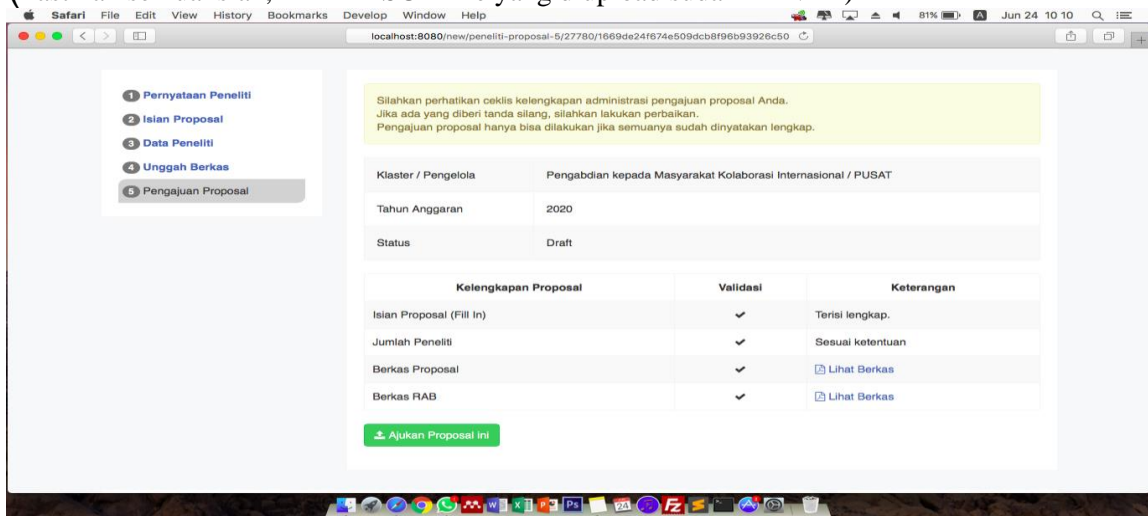 Safari File Edit View History Bookmarks Develop Window Help 81% Jun 24 10 10
localhost:8080/new/peneliti-proposal-5/27780/1669de24f674e509dcb8f96b93926c50
1 Pernyataan Peneliti
2 Isian Proposal
3 Data Peneliti
4 Unggah Berkas
5 Pengajuan Proposal
Silahkan perhatikan ceklis kelengkapan administrasi pengajuan proposal Anda.
Jika ada yang diberi tanda silang, silahkan lakukan perbaikan.
Pengajuan proposal hanya bisa dilakukan jika semuanya sudah dinyatakan lengkap.
Klaster / Pengelola Pengabdian kepada Masyarakat Kolaborasi Internasional / PUSAT
Tahun Anggaran 2020
Status Draft
Kelengkapan Proposal Validasi Keterangan
Isian Proposal (Fill In) ✔ Terisi lengkap.
Jumlah Peneliti ✔ Sesuai ketentuan
Berkas Proposal ✔ Lihat Berkas
Berkas RAB ✔ Lihat Berkas
Ajukan Proposal ini